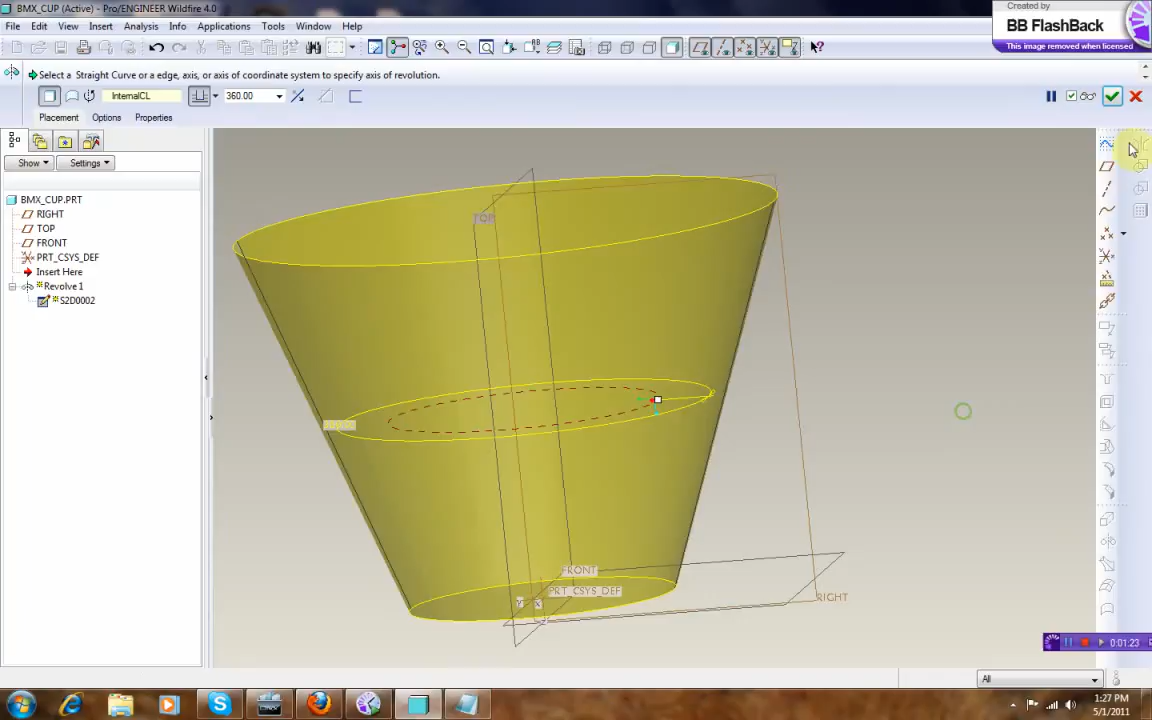 BMX_CUP (Active) - Pro/ENGINEER Wildfire 4.0
Created by
BB FlashBack
This image removed when licensed
File Edit View Insert Analysis Info Applications Tools Window Help
Select a Straight Curve or a edge, axis, or axis of coordinate system to specify axis of revolution.
InternalCL
360.00
Placement Options Properties
Show Settings
BMX_CUP.PRT
RIGHT
TOP
FRONT
PRT_CSYS_DEF
Insert Here
Revolve 1
S2D0002
TOP
360.00
FRONT
PRT_CSYS_DEF
Y X
RIGHT
0:01:23
All
1:27 PM
5/1/2011